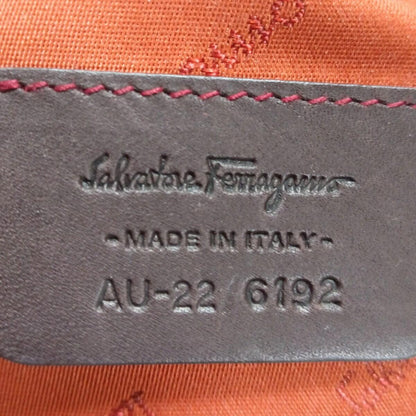 Salvatore Ferragamo
-MADE IN ITALY-
AU-22/6192